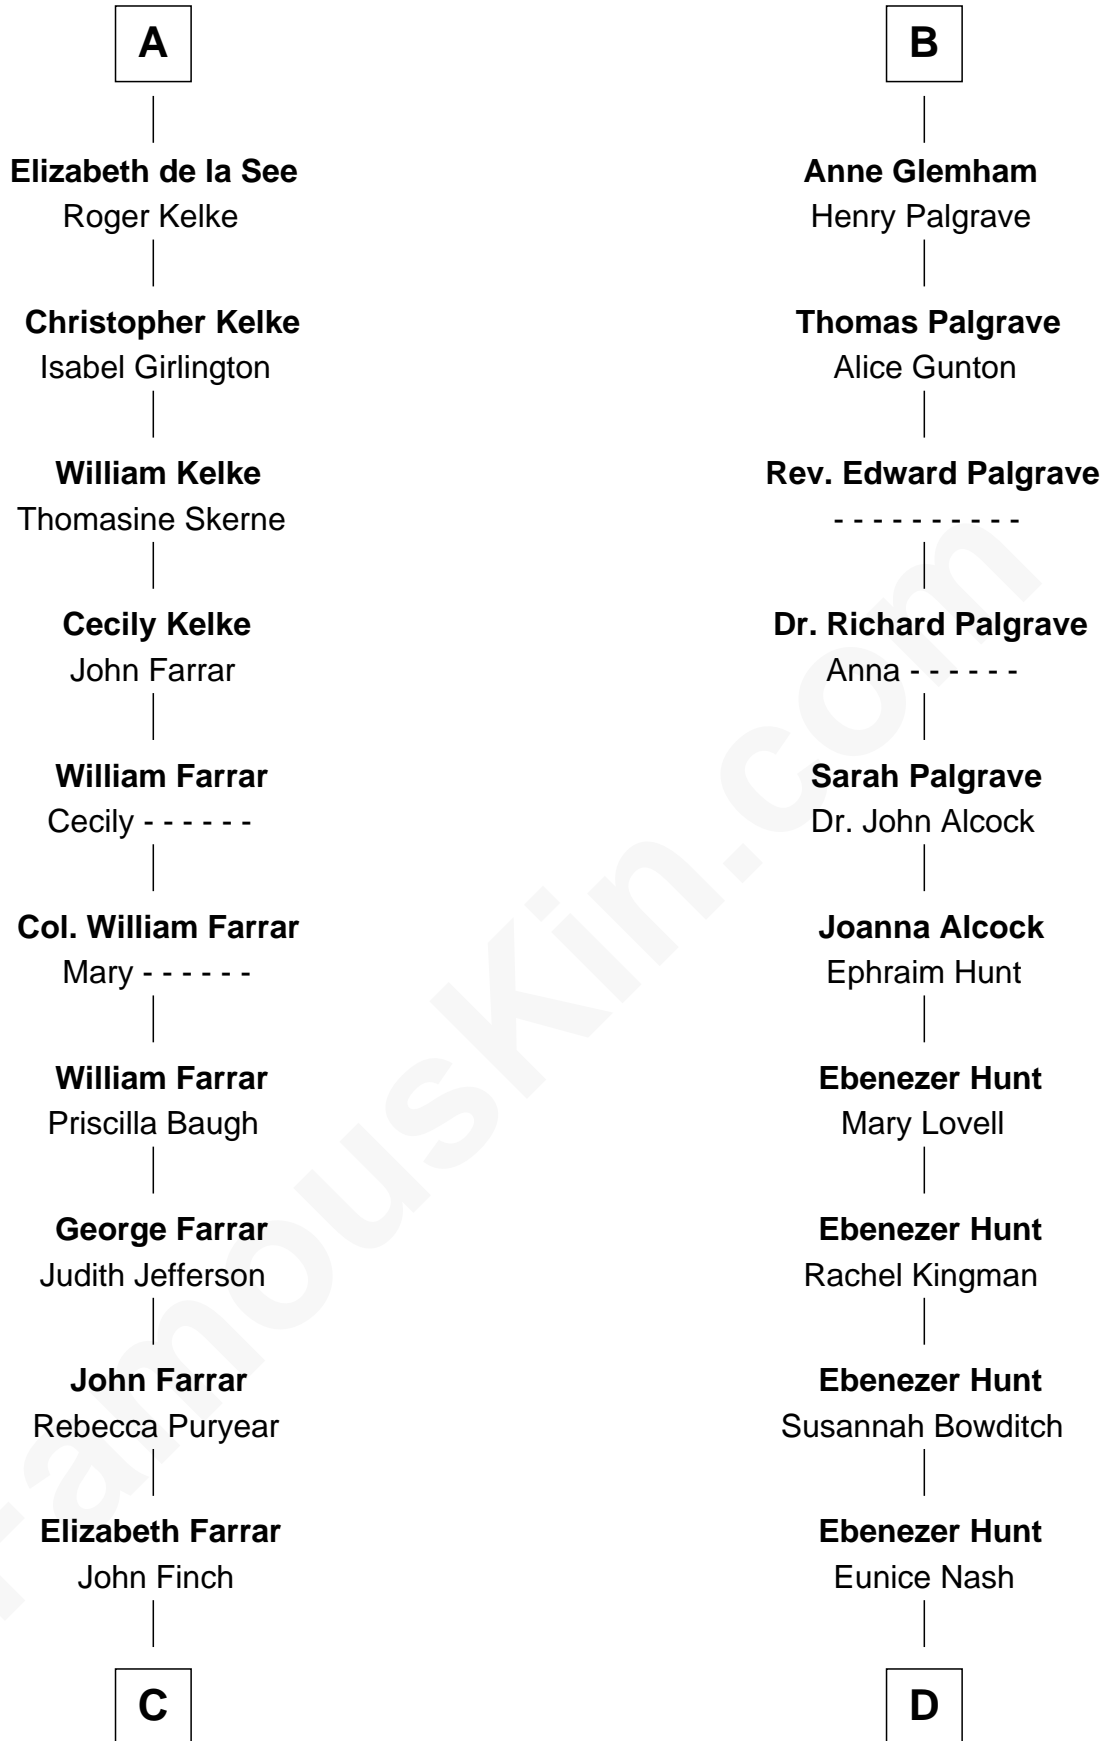 A
Elizabeth de la See
Roger Kelke
Christopher Kelke
Isabel Girlington
William Kelke
Thomasine Skerne
Cecily Kelke
John Farrar
William Farrar
Cecily - - - - - -
Col. William Farrar
Mary - - - - - -
William Farrar
Priscilla Baugh
George Farrar
Judith Jefferson
John Farrar
Rebecca Puryear
Elizabeth Farrar
John Finch
C
B
Anne Glemham
Henry Palgrave
Thomas Palgrave
Alice Gunton
Rev. Edward Palgrave
- - - - - - - - - -
Dr. Richard Palgrave
Anna - - - - - -
Sarah Palgrave
Dr. John Alcock
Joanna Alcock
Ephraim Hunt
Ebenezer Hunt
Mary Lovell
Ebenezer Hunt
Rachel Kingman
Ebenezer Hunt
Susannah Bowditch
Ebenezer Hunt
Eunice Nash
D
FamousKin.com